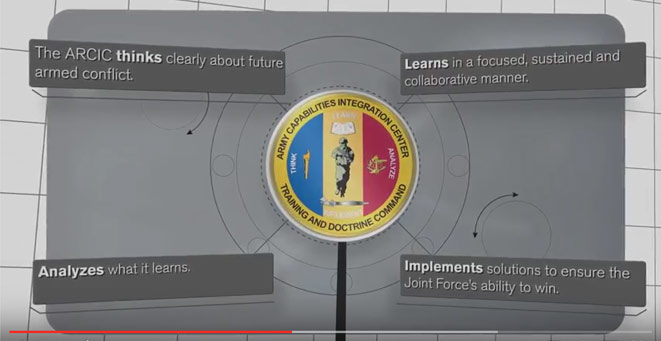 The ARCIC thinks clearly about future
armed conflict.
Learns in a focused, sustained and
collaborative manner.
ARMY CAPABILITIES INTEGRATION CENTER
LEARN
THINK
ANALYZE
IMPLEMENT
TRAINING AND DOCTRINE COMMAND
Analyzes what it learns.
Implements solutions to ensure the
Joint Force's ability to win.